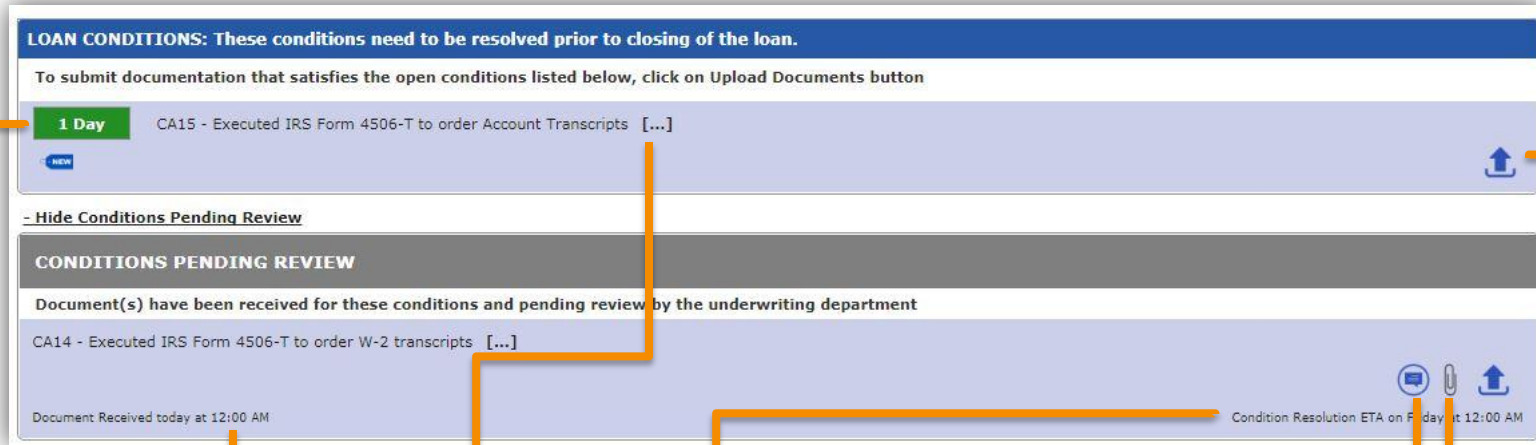 LOAN CONDITIONS: These conditions need to be resolved prior to closing of the loan.
To submit documentation that satisfies the open conditions listed below, click on Upload Documents button
1 Day
CA15 - Executed IRS Form 4506-T to order Account Transcripts [...]
NEW
- Hide Conditions Pending Review
CONDITIONS PENDING REVIEW
Document(s) have been received for these conditions and pending review by the underwriting department
CA14 - Executed IRS Form 4506-T to order W-2 transcripts [...]
Document Received today at 12:00 AM
Condition Resolution ETA on Friday at 12:00 AM